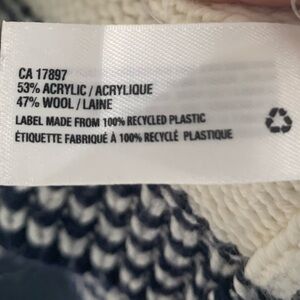 CA 17897
53% ACRYLIC / ACRYLIQUE
47% WOOL / LAINE
LABEL MADE FROM 100% RECYCLED PLASTIC
ÉTIQUETTE FABRIQUÉ À 100% RECYCLÉ PLASTIQUE